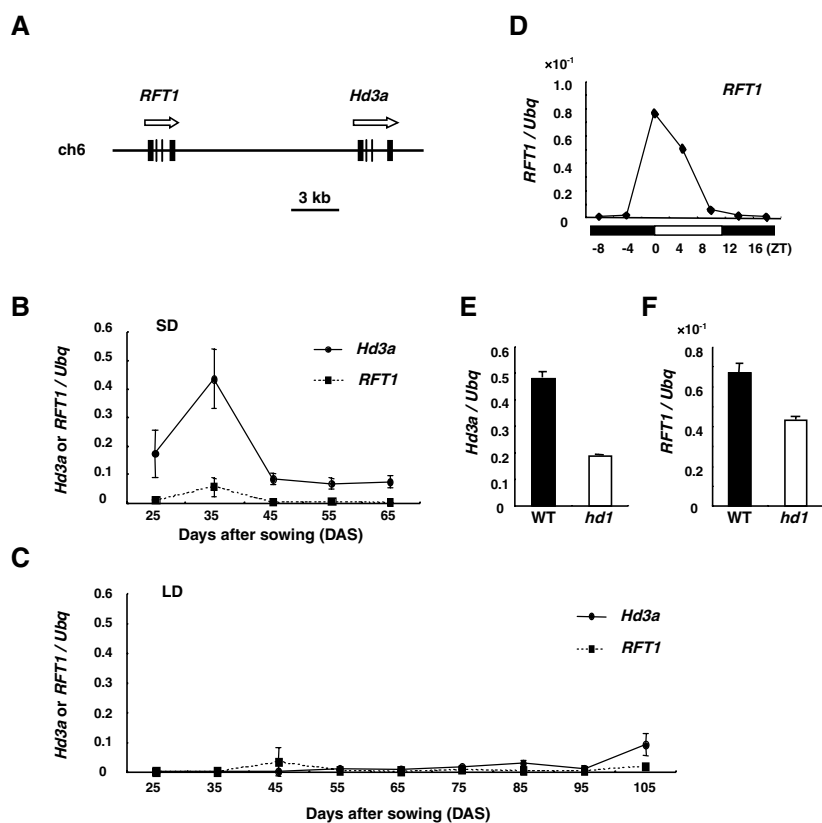 A
RFT1
Hd3a
ch6
3 kb
D
×10-1
RFT1
RFT1 / Ubq
1.0
0.8
0.6
0.4
0.2
0
-8 -4 0 4 8 12 16 (ZT)
B
SD
Hd3a
RFT1
Hd3a or RFT1 / Ubq
0.6
0.5
0.4
0.3
0.2
0.1
0
25 35 45 55 65
Days after sowing (DAS)
E
Hd3a / Ubq
0.6
0.5
0.4
0.3
0.2
0.1
0
WT hd1
F
×10-1
RFT1 / Ubq
0.8
0.6
0.4
0.2
0
WT hd1
C
LD
Hd3a
RFT1
Hd3a or RFT1 / Ubq
0.6
0.5
0.4
0.3
0.2
0.1
0
25 35 45 55 65 75 85 95 105
Days after sowing (DAS)